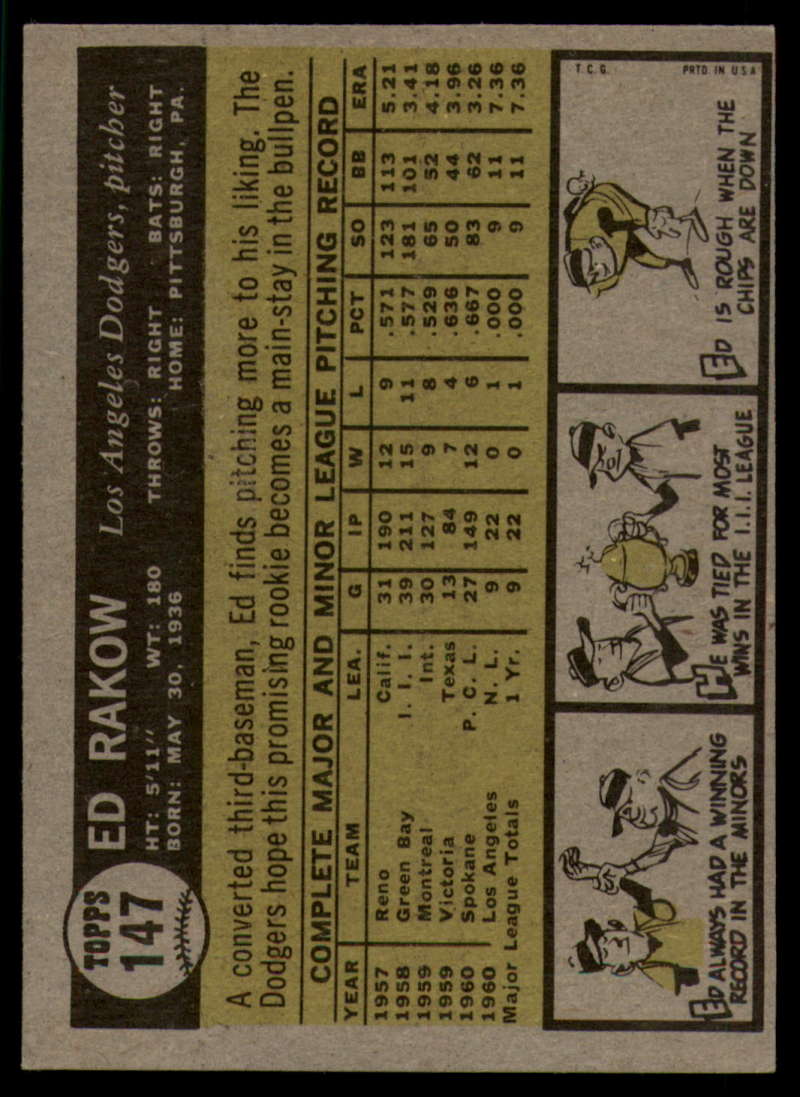 TOPPS
147
ED RAKOW Los Angeles Dodgers, pitcher
HT: 5'11" WT: 180 THROWS: RIGHT BATS: RIGHT
BORN: MAY 30, 1936 HOME: PITTSBURGH, PA.
A converted third-baseman, Ed finds pitching more to his liking. The
Dodgers hope this promising rookie becomes a main-stay in the bullpen.
COMPLETE MAJOR AND MINOR LEAGUE PITCHING RECORD
YEAR TEAM LEA. G IP W L PCT SO BB ERA
1957 Reno Calif. 31 190 12 9 .571 123 113 5.21
1958 Green Bay I. I. I. 39 211 15 11 .577 181 101 3.41
1959 Montreal Int. 30 127 9 8 .529 65 52 4.18
1959 Victoria Texas 13 84 7 4 .636 50 44 3.96
1960 Spokane P. C. L. 27 149 12 6 .667 83 62 3.26
1960 Los Angeles N. L. 9 22 0 1 .000 9 11 7.36
Major League Totals 1 Yr. 9 22 0 1 .000 9 11 7.36
ED ALWAYS HAD A WINNING
RECORD IN THE MINORS
HE WAS TIED FOR MOST
WINS IN THE I.I.I. LEAGUE
T.C.G. PRTD. IN USA
ED IS ROUGH WHEN THE
CHIPS ARE DOWN